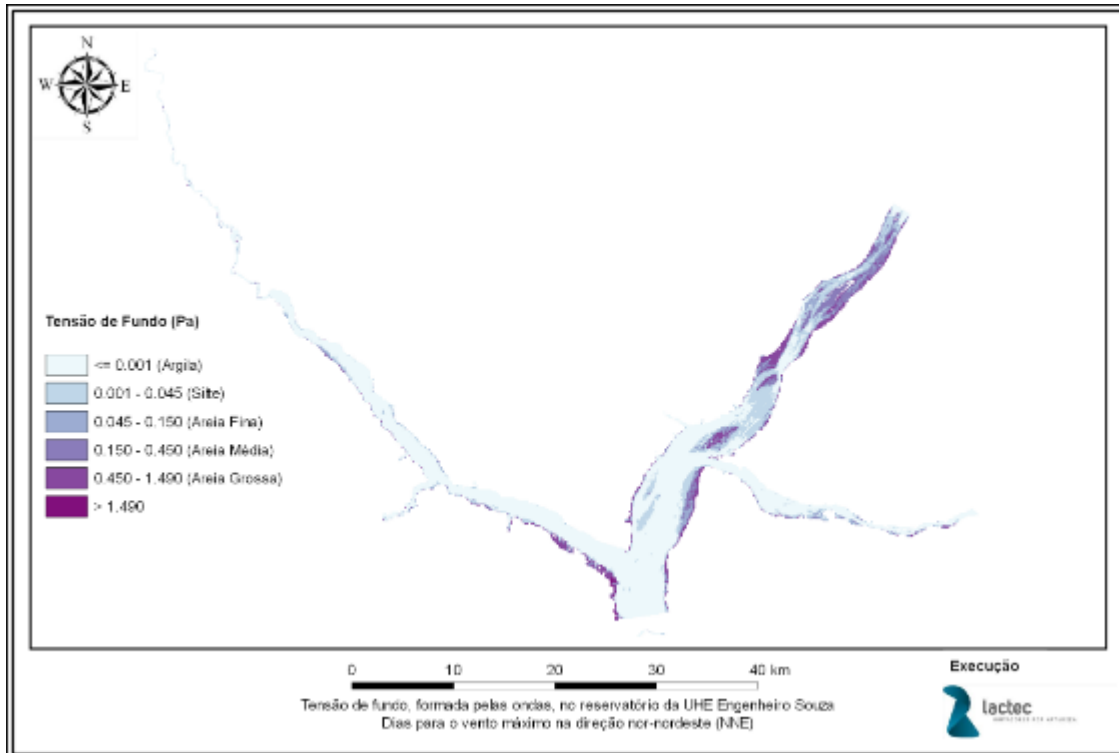 N
W E
S
Tensão de Fundo (Pa)
<= 0.001 (Argila)
0.001 - 0.045 (Silte)
0.045 - 0.150 (Areia Fina)
0.150 - 0.450 (Areia Média)
0.450 - 1.490 (Areia Grossa)
> 1.490
0 10 20 30 40 km
Execução
Tensão de fundo, formada pelas ondas, no reservatório da UHE Engenheiro Souza
Dias para o vento máximo na direção nor-nordeste (NNE)
lactec